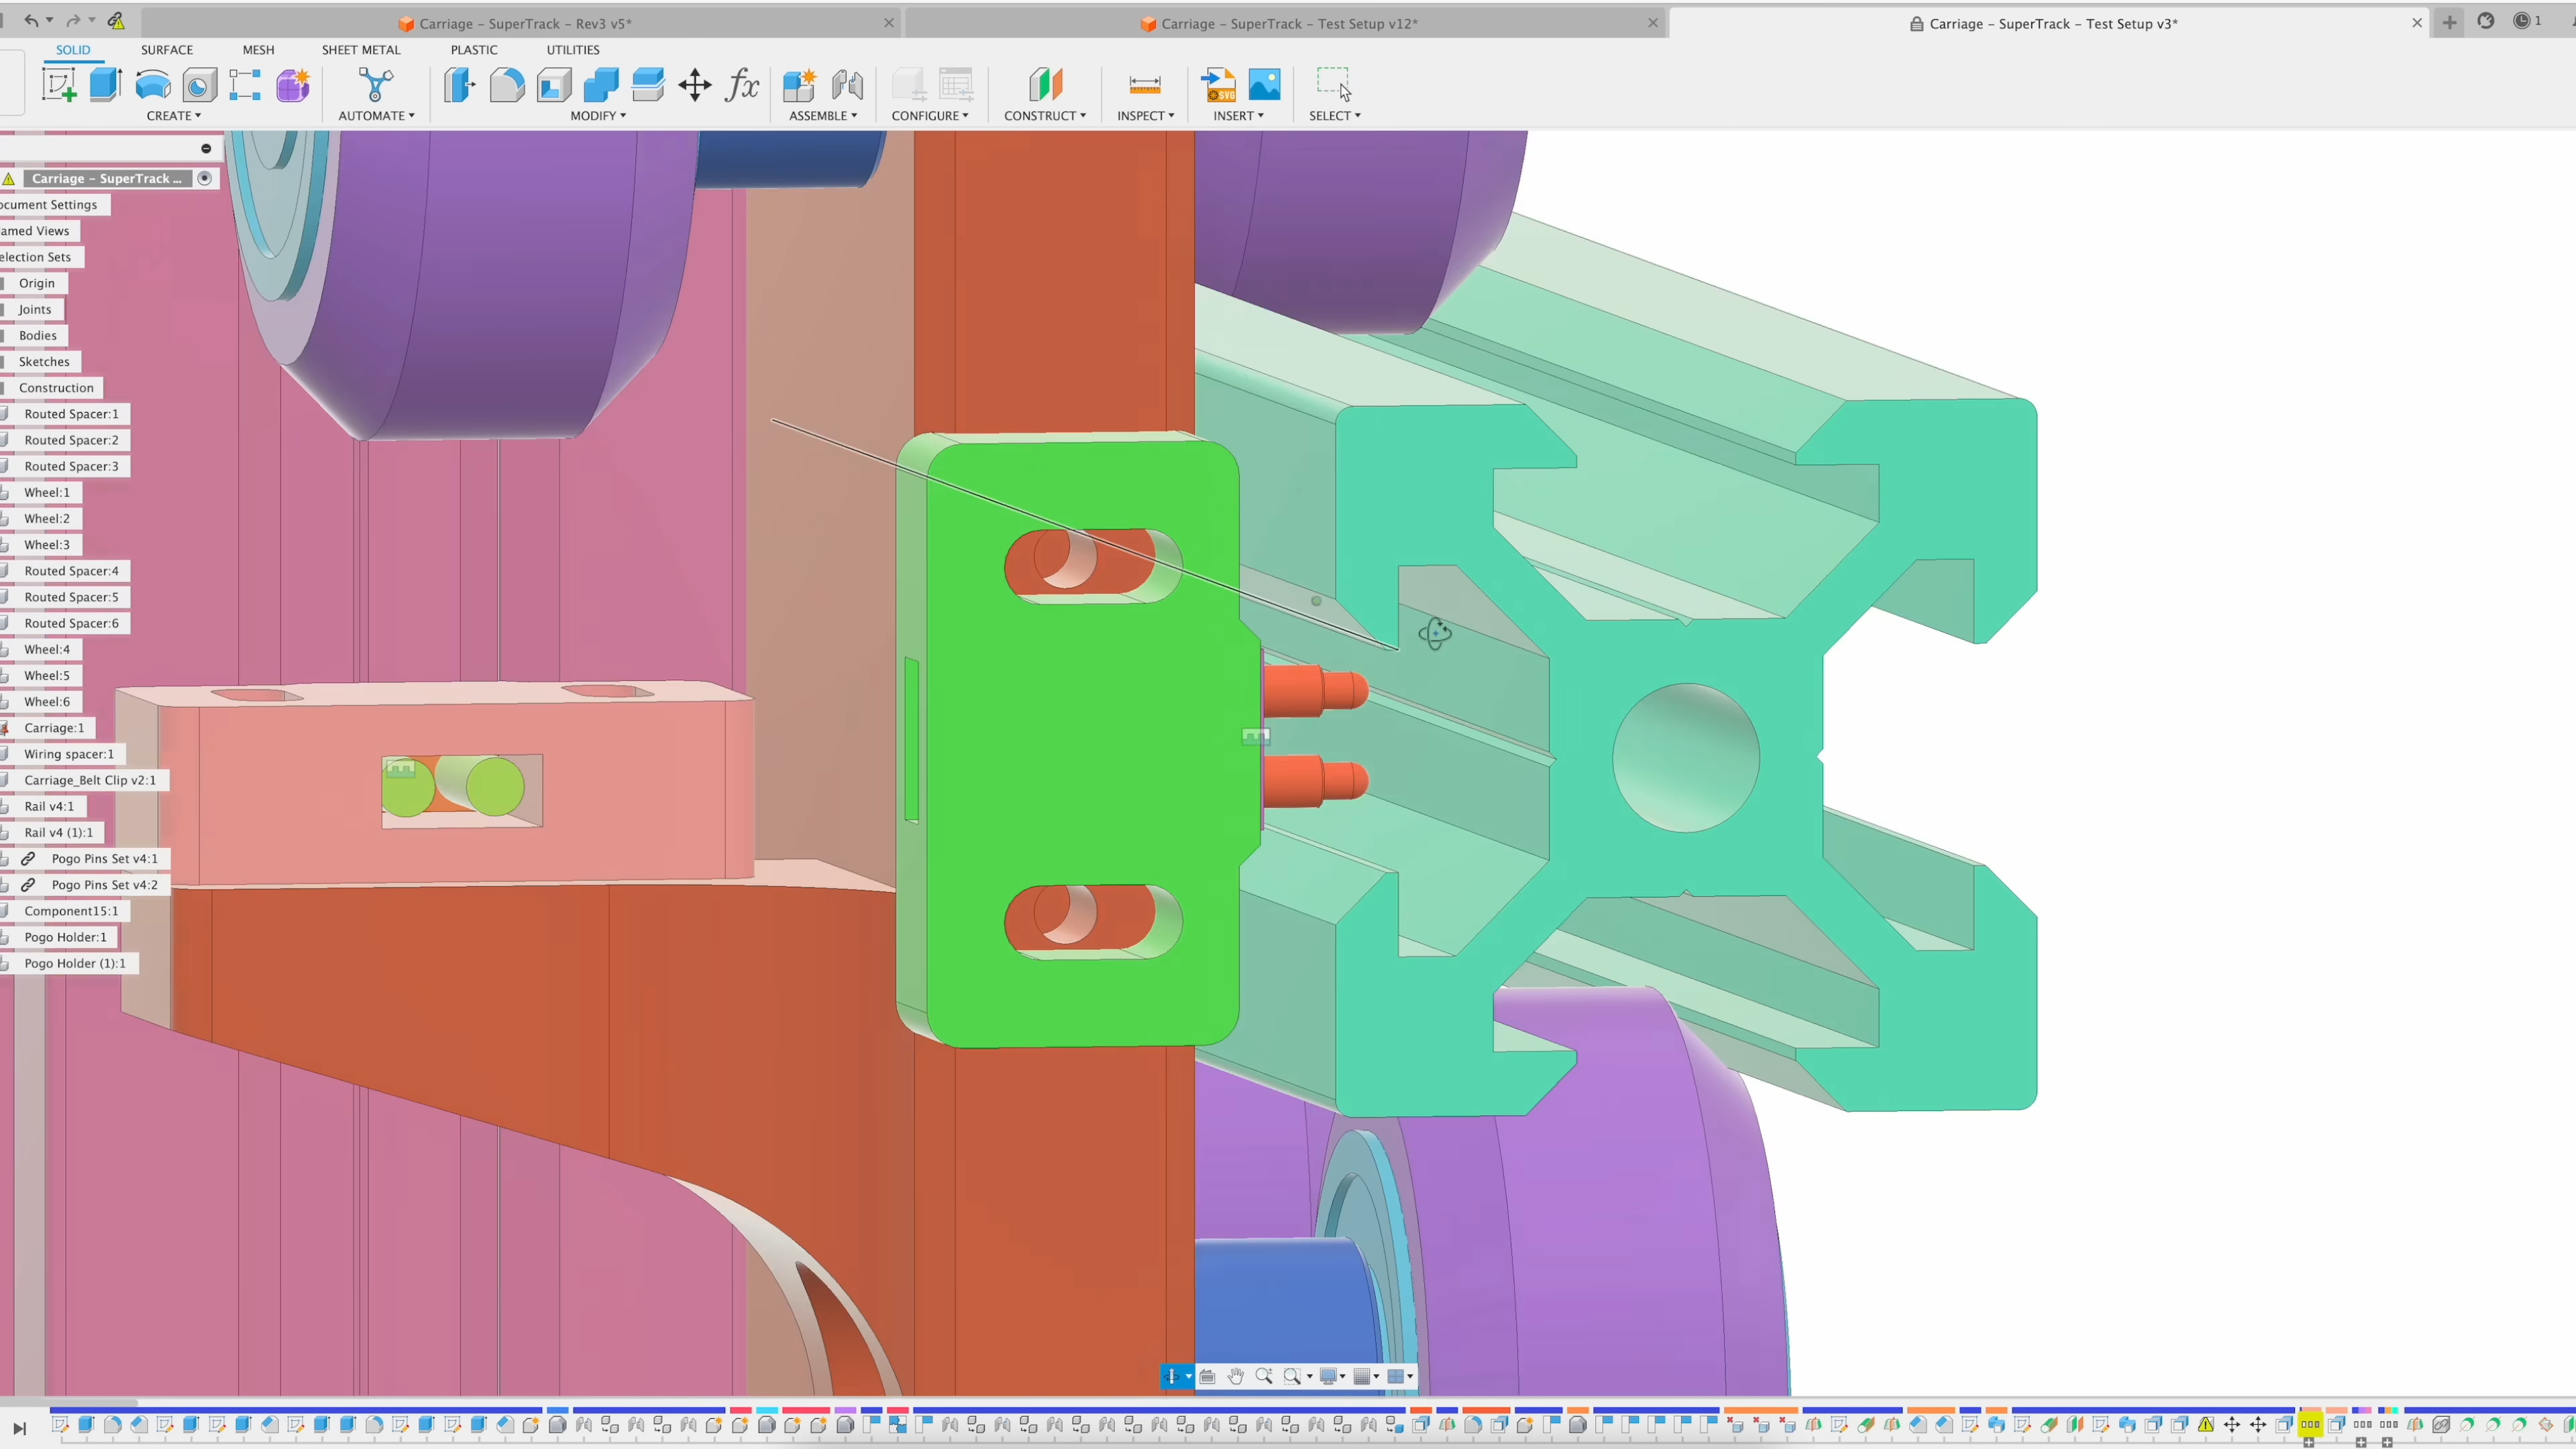 Carriage – SuperTrack – Rev3 v5*
Carriage – SuperTrack – Test Setup v12*
Carriage – SuperTrack – Test Setup v3*
1
SOLID
SURFACE
MESH
SHEET METAL
PLASTIC
UTILITIES
fx
SVG
CREATE
AUTOMATE
MODIFY
ASSEMBLE
CONFIGURE
CONSTRUCT
INSPECT
INSERT
SELECT
Carriage – SuperTrack ...
ocument Settings
amed Views
election Sets
Origin
Joints
Bodies
Sketches
Construction
Routed Spacer:1
Routed Spacer:2
Routed Spacer:3
Wheel:1
Wheel:2
Wheel:3
Routed Spacer:4
Routed Spacer:5
Routed Spacer:6
Wheel:4
Wheel:5
Wheel:6
Carriage:1
Wiring spacer:1
Carriage_Belt Clip v2:1
Rail v4:1
Rail v4 (1):1
Pogo Pins Set v4:1
Pogo Pins Set v4:2
Component15:1
Pogo Holder:1
Pogo Holder (1):1